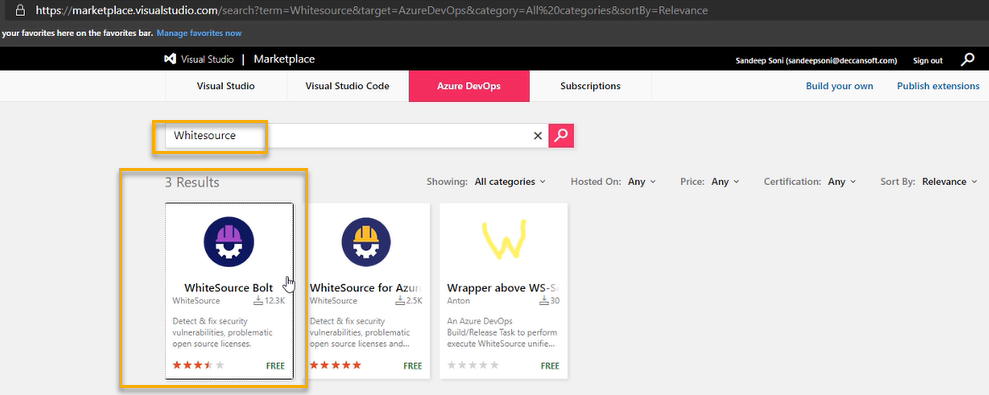 https://marketplace.visualstudio.com/search?term=Whitesource&target=AzureDevOps&category=All%20categories&sortBy=Relevance
your favorites here on the favorites bar. Manage favorites now
Visual Studio | Marketplace
Sandeep Soni (sandeepsoni@deccansoft.com) Sign out
Visual Studio Visual Studio Code Azure DevOps Subscriptions Build your own Publish extensions
Whitesource
3 Results Showing: All categories Hosted On: Any Price: Any Certification: Any Sort By: Relevance
WhiteSource Bolt
WhiteSource 12.3K
Detect & fix security
vulnerabilities, problematic
open source licenses.
FREE
WhiteSource for Azur
WhiteSource 2.5K
Detect & fix security
vulnerabilities, problematic
open source licenses and...
FREE
Wrapper above WS-S
Anton 30
An Azure DevOps
Build/Release Task to perform
execute WhiteSource unifie...
FREE